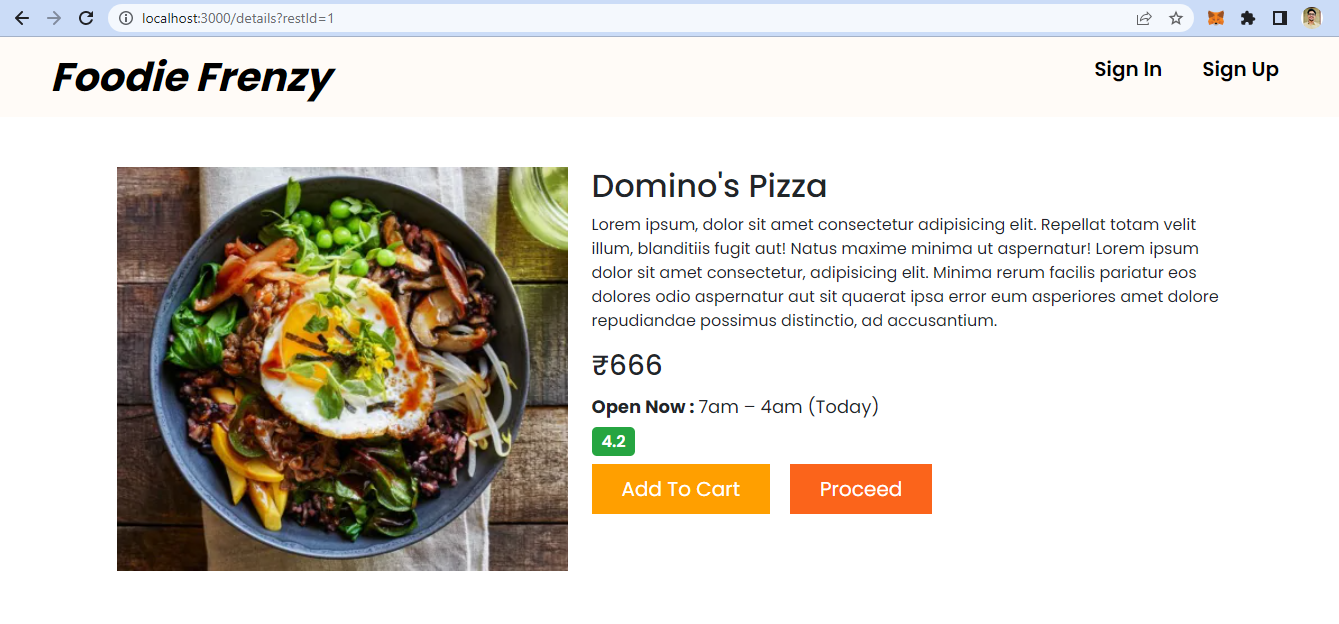 localhost:3000/details?restId=1
Foodie Frenzy
Sign In
Sign Up
Domino's Pizza
Lorem ipsum, dolor sit amet consectetur adipisicing elit. Repellat totam velit
illum, blanditiis fugit aut! Natus maxime minima ut aspernatur! Lorem ipsum
dolor sit amet consectetur, adipisicing elit. Minima rerum facilis pariatur eos
dolores odio aspernatur aut sit quaerat ipsa error eum asperiores amet dolore
repudiandae possimus distinctio, ad accusantium.
₹666
Open Now : 7am – 4am (Today)
4.2
Add To Cart
Proceed